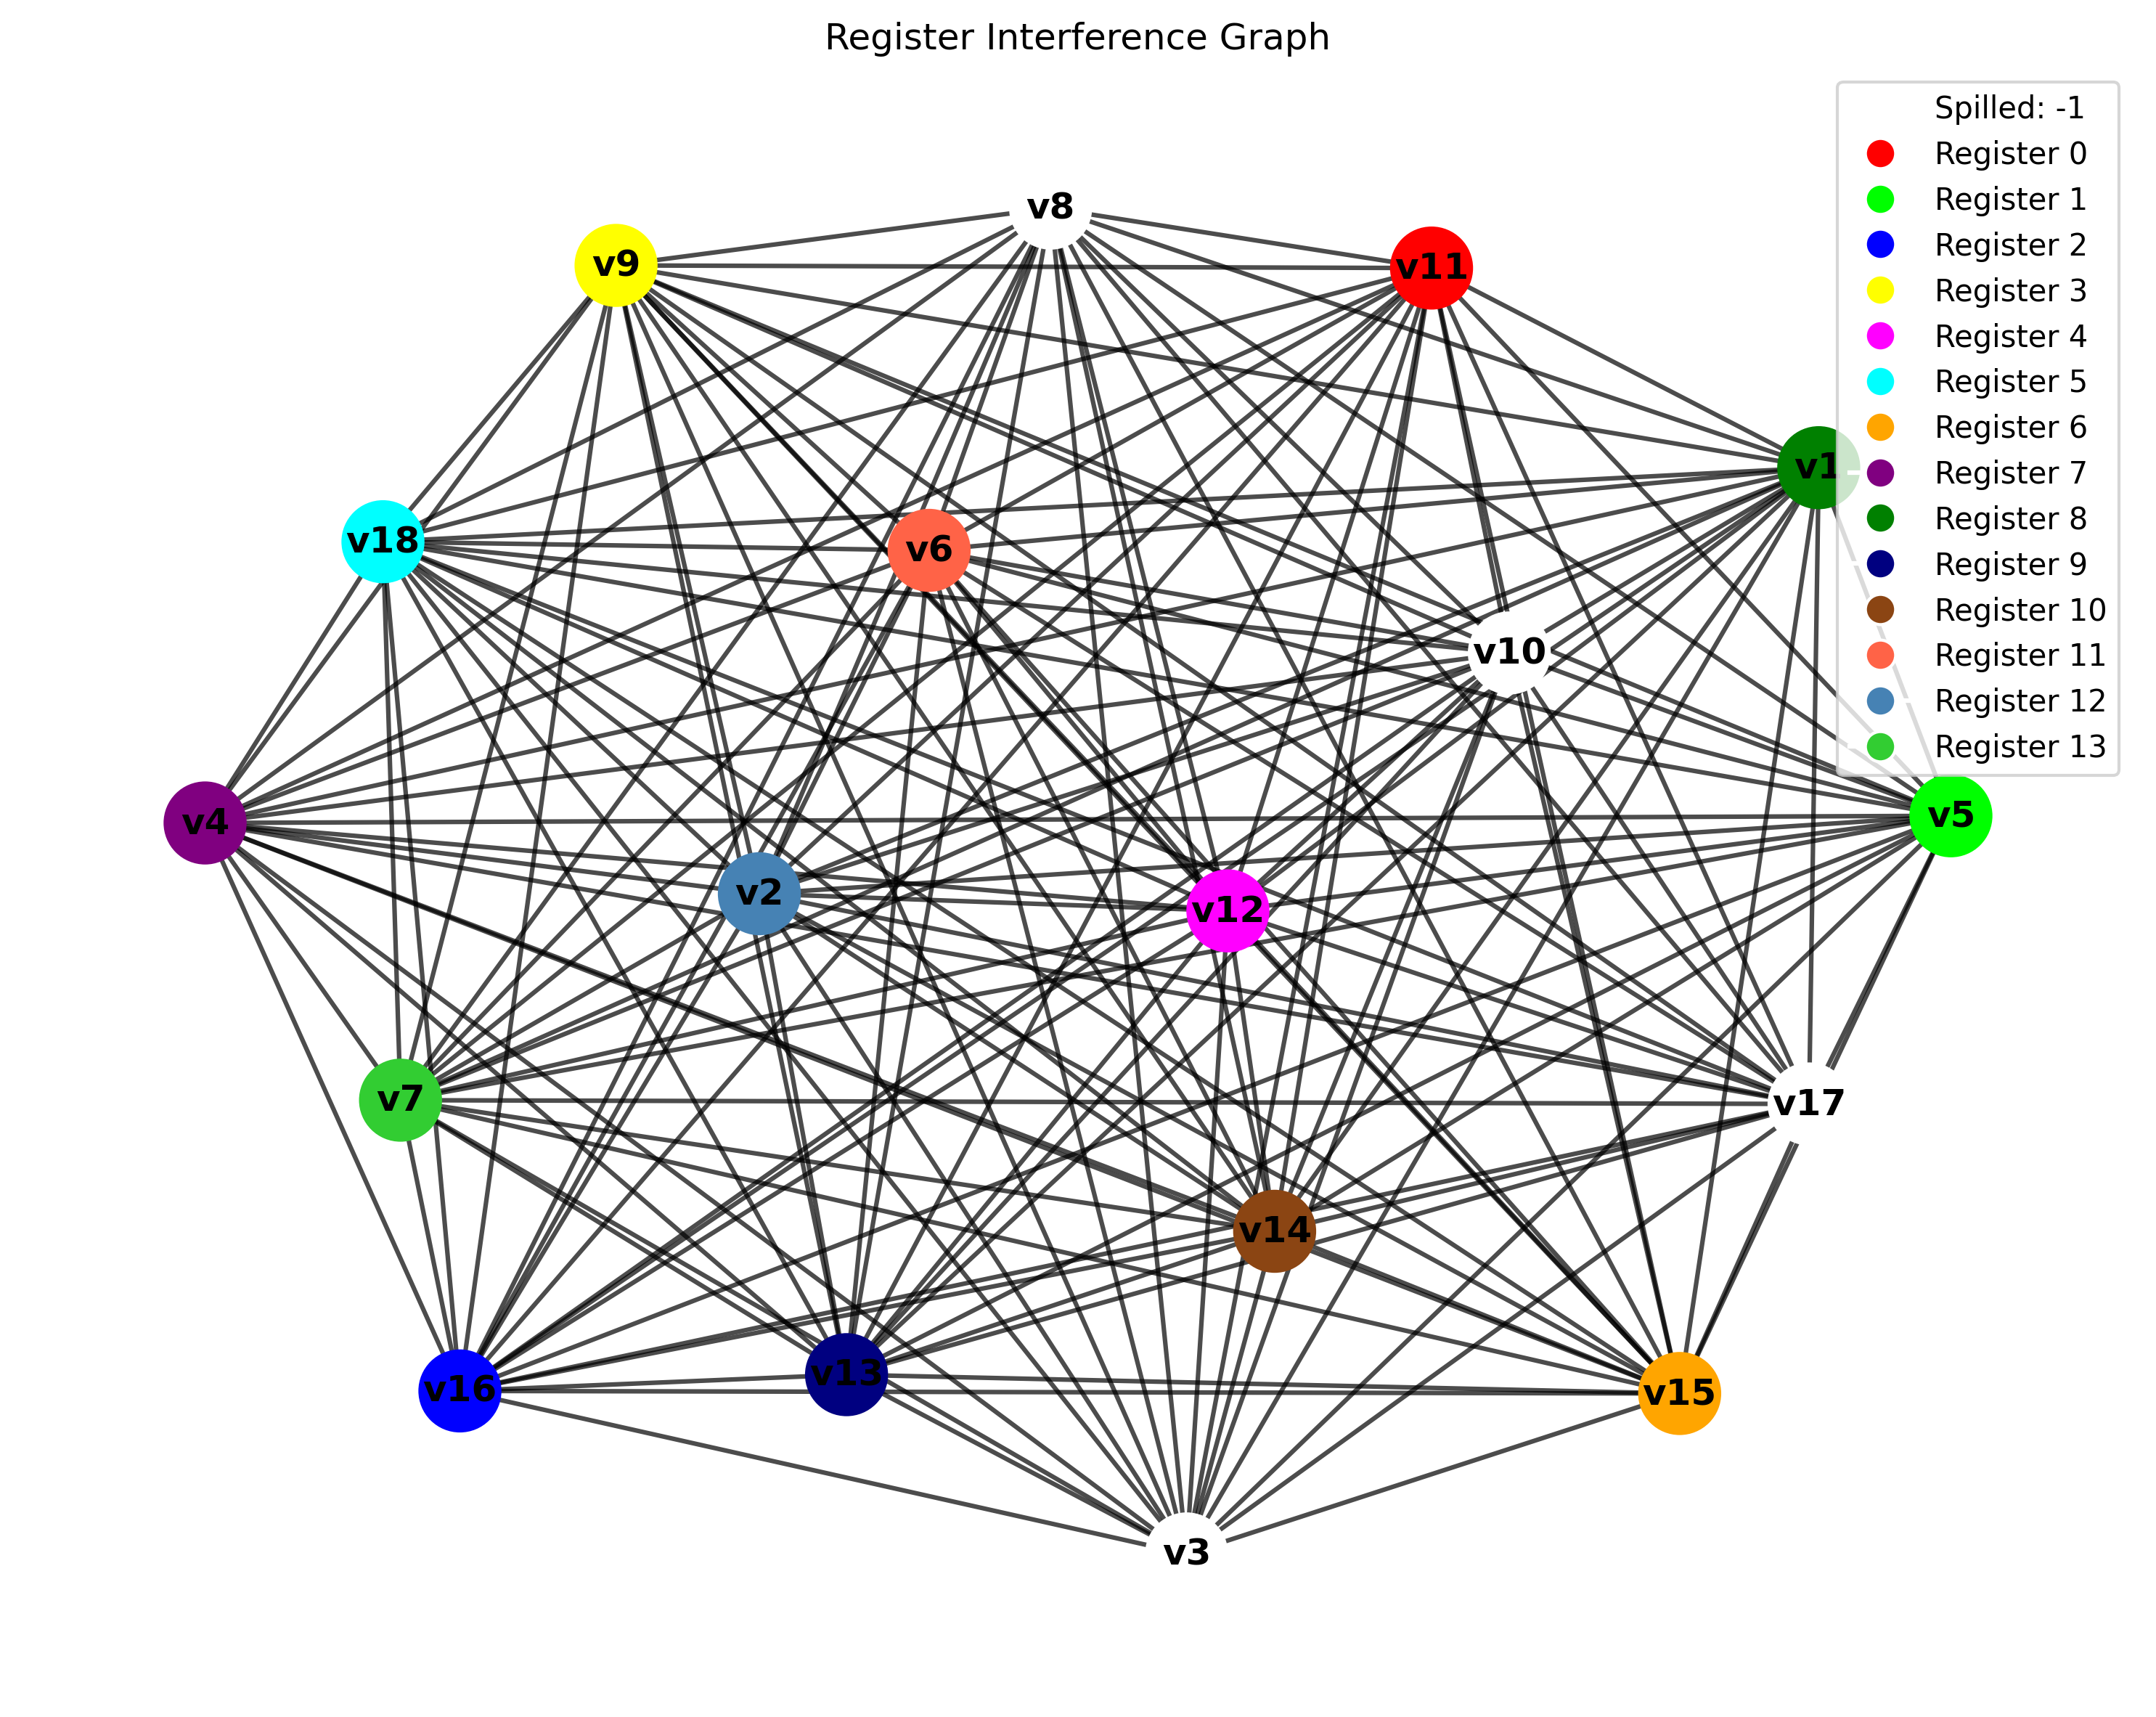 Register Interference Graph
Spilled: -1
Register 0
Register 1
Register 2
Register 3
Register 4
Register 5
Register 6
Register 7
Register 8
Register 9
Register 10
Register 11
Register 12
Register 13
v8
v9
v11
v1
v18
v6
v10
v4
v5
v2
v12
v7
v17
v14
v16
v13
v15
v3